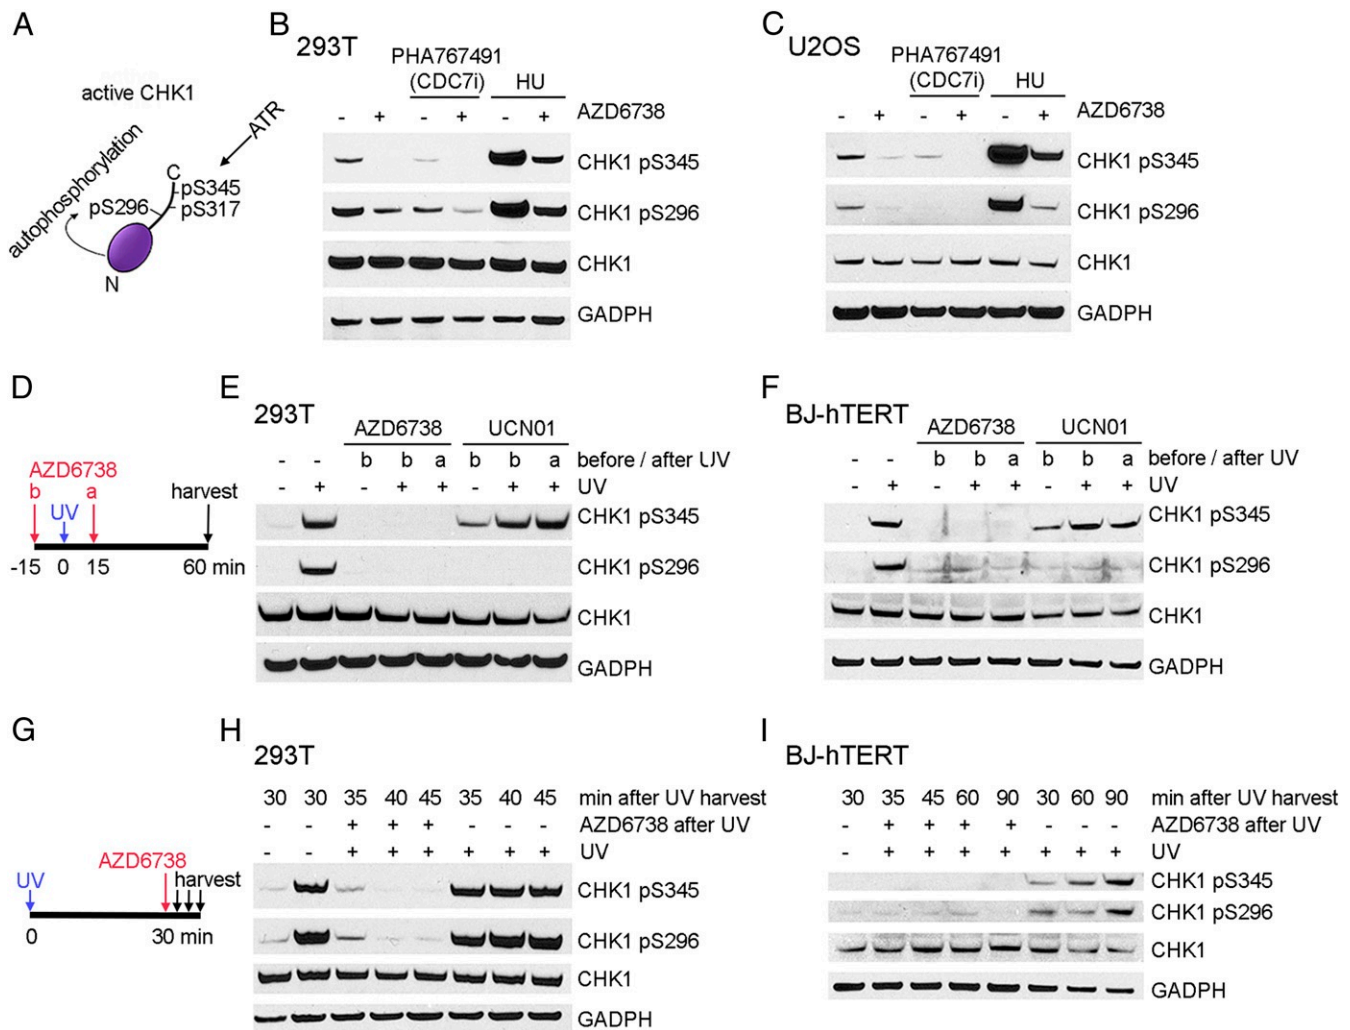 A
active CHK1
autophosphorylation
ATR
C
pS345
pS296
pS317
N
B
293T
PHA767491
(CDC7i)
HU
- + - + - + AZD6738
CHK1 pS345
CHK1 pS296
CHK1
GADPH
C
U2OS
PHA767491
(CDC7i)
HU
- + - + - + AZD6738
CHK1 pS345
CHK1 pS296
CHK1
GADPH
D
AZD6738
b a harvest
UV
-15 0 15 60 min
E
293T
AZD6738 UCN01
- - b b a b b a before / after UV
- + - + + - + + UV
CHK1 pS345
CHK1 pS296
CHK1
GADPH
F
BJ-hTERT
AZD6738 UCN01
- - b b a b b a before / after UV
- + - + + - + + UV
CHK1 pS345
CHK1 pS296
CHK1
GADPH
G
AZD6738
harvest
UV
0 30 min
H
293T
30 30 35 40 45 35 40 45 min after UV harvest
- - + + + - - - AZD6738 after UV
- + + + + + + + UV
CHK1 pS345
CHK1 pS296
CHK1
GADPH
I
BJ-hTERT
30 35 45 60 90 30 60 90 min after UV harvest
- + + + + - - - AZD6738 after UV
- + + + + + + + UV
CHK1 pS345
CHK1 pS296
CHK1
GADPH